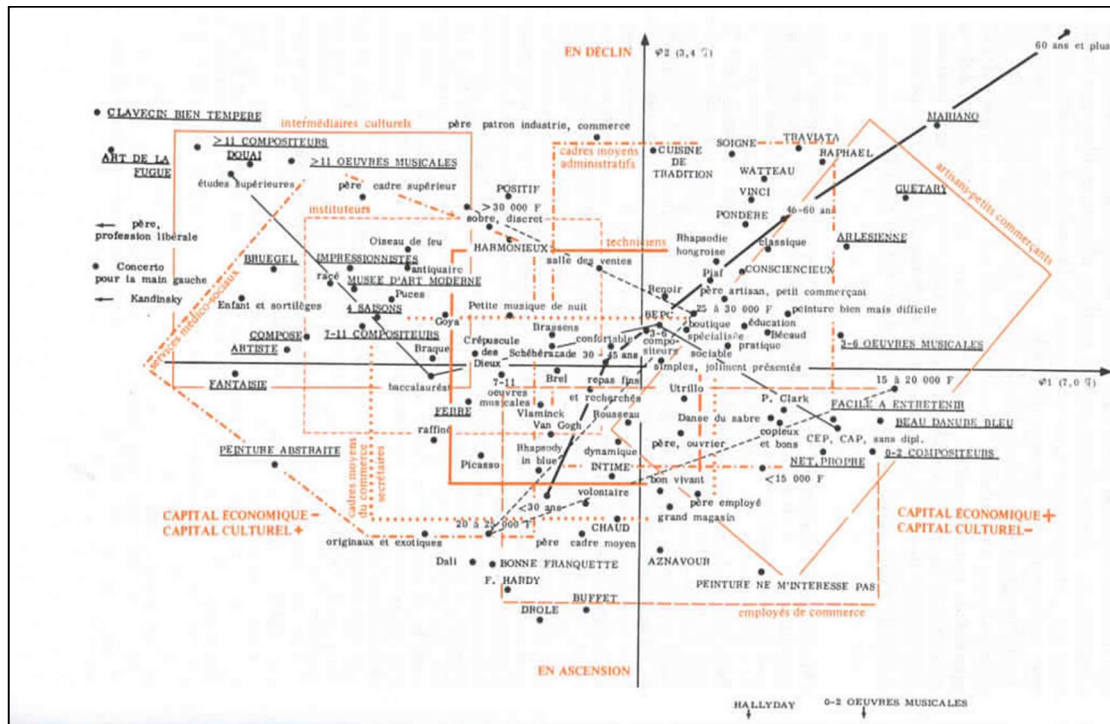 EN DÉCLIN
φ2 (3,4 %)
60 ans et plus
CLAVECIN BIEN TEMPERE
ART DE LA
FUGUE
intermédiaires culturels
>11 COMPOSITEURS
DOUAI
>11 OEUVRES MUSICALES
études supérieures
père cadre supérieur
père patron industrie, commerce
cadres moyens
administratifs
CUISINE
DE
TRADITION
SOIGNE
TRAVIATA
RAPHAEL
MARIANO
WATTEAU
VINCI
GUETARY
artisans-petits commerçants
POSITIF
>30 000 F
sobre, discret
HARMONIEUX
instituteurs
techniciens
PONDERE
46-60 ans
père,
profession libérale
Concerto
pour la main gauche
Kandinsky
Oiseau de feu
IMPRESSIONNISTES
antiquaire
BRUEGEL
racé
MUSEE D'ART MODERNE
Puces
Enfant et sortilèges
4 SAISONS
Goya
7-11 COMPOSITEURS
COMPOSE
ARTISTE
services médico-sociaux
FANTAISIE
salle des ventes
Rhapsodie
hongroise
classique
ARLESIENNE
Piaf
CONSCIENCIEUX
Benoit
père artisan, petit commerçant
25 à 30 000 F
peinture bien mais difficile
Petite musique de nuit
BEPC
boutique
spécialisée
éducation
Bécaud
3-6 OEUVRES MUSICALES
Brassens
confortable
3-6
compo-
siteurs
sociable
pratique
Braque
Crépuscule
des
Dieux
Schéhérazade
30 - 45 ans
simples, joliment présentés
baccalauréat
7-11
oeuvres
musicales
Brel
repas fins
et recherchés
15 à 20 000 F
φ1 (7,0 %)
Utrillo
P. Clark
FACILE A ENTRETENIR
FERRE
Vlaminck
Rousseau
Danse du sabre
BEAU DANUBE BLEU
raffiné
Van Gogh
copieux
et bons
CEP, CAP, sans dipl.
père, ouvrier
PEINTURE ABSTRAITE
Picasso
Rhapsody
in blue
dynamique
INTIME
NET, PROPRE
0-2 COMPOSITEURS
<15 000 F
cadres moyens
du commerce
secrétaires
bon vivant
volontaire
père employé
<30 ans
grand magasin
CAPITAL ÉCONOMIQUE -
CAPITAL CULTUREL +
CAPITAL ÉCONOMIQUE +
CAPITAL CULTUREL -
20 à 25 000 F
CHAUD
originaux et exotiques
père cadre moyen
Dali
BONNE FRANQUETTE
AZNAVOUR
F. HARDY
PEINTURE NE M'INTERESSE PAS
BUFFET
employés de commerce
DROLE
EN ASCENSION
HALLYDAY
0-2 OEUVRES MUSICALES